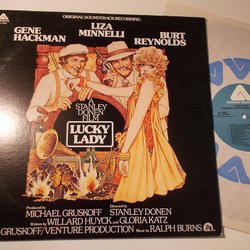 ORIGINAL SOUNDTRACK RECORDING
GENE HACKMAN
LIZA MINNELLI
BURT REYNOLDS
A STANLEY DONEN FILM
LUCKY LADY
Produced by
MICHAEL GRUSKOFF
Directed by
STANLEY DONEN
Written by WILLARD HUYCK and GLORIA KATZ
GRUSKOFF/VENTURE PRODUCTION
Music by RALPH BURNS